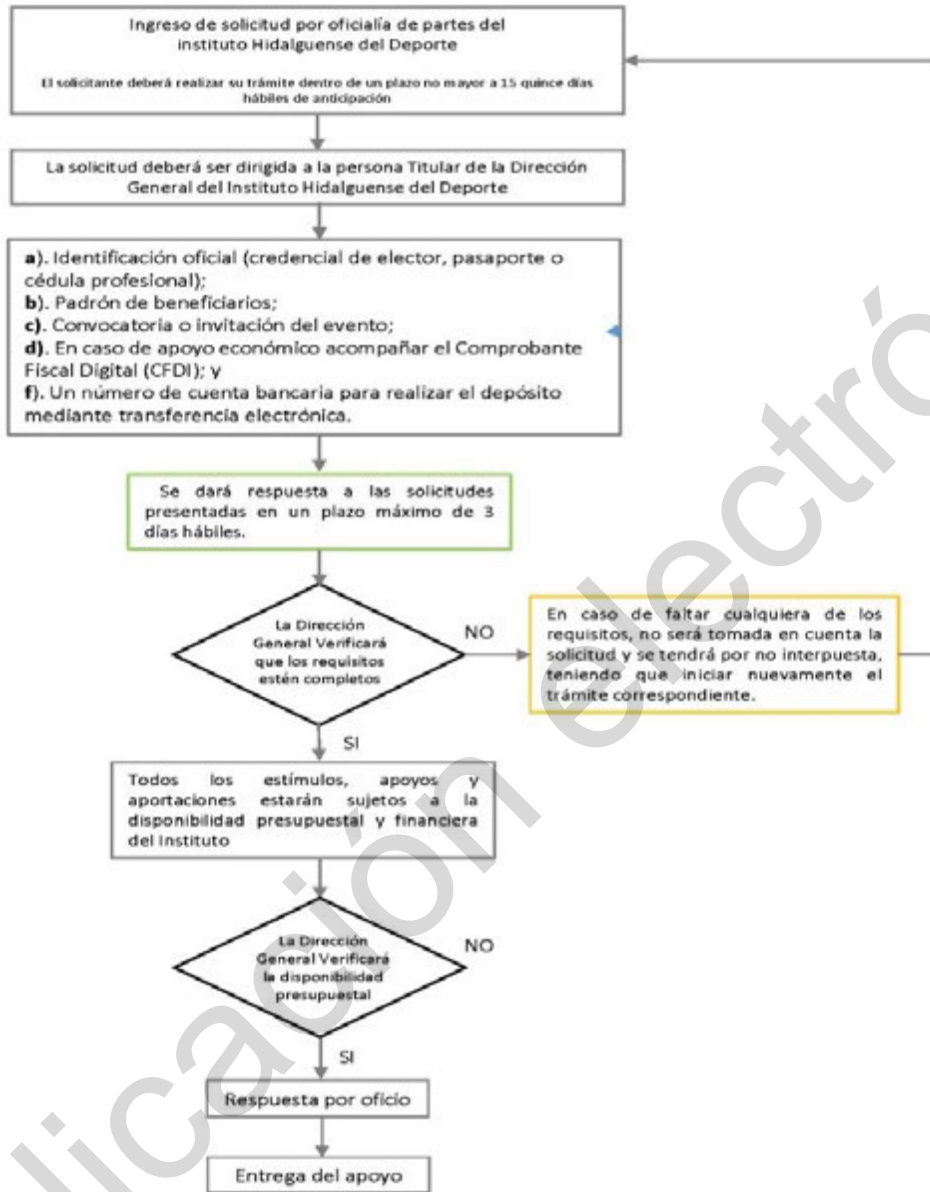 Ingreso de solicitud por oficialía de partes del
instituto Hidalguense del Deporte
El solicitante deberá realizar su trámite dentro de un plazo no mayor a 15 quince días
hábiles de anticipación
La solicitud deberá ser dirigida a la persona Titular de la Dirección
General del Instituto Hidalguense del Deporte
a). Identificación oficial (credencial de elector, pasaporte o
cédula profesional);
b). Padrón de beneficiarios;
c). Convocatoria o invitación del evento;
d). En caso de apoyo económico acompañar el Comprobante
Fiscal Digital (CFDI); y
f). Un número de cuenta bancaria para realizar el depósito
mediante transferencia electrónica.
Se dará respuesta a las solicitudes
presentadas en un plazo máximo de 3
días hábiles.
La Dirección
General Verificará
que los requisitos
estén completos
NO
En caso de faltar cualquiera de los
requisitos, no será tomada en cuenta la
solicitud y se tendrá por no interpuesta,
teniendo que iniciar nuevamente el
trámite correspondiente.
SI
Todos los estímulos, apoyos y
aportaciones estarán sujetos a la
disponibilidad presupuestal y financiera
del Instituto
La Dirección
General Verificará
la disponibilidad
presupuestal
NO
SI
Respuesta por oficio
Entrega del apoyo
licación electró